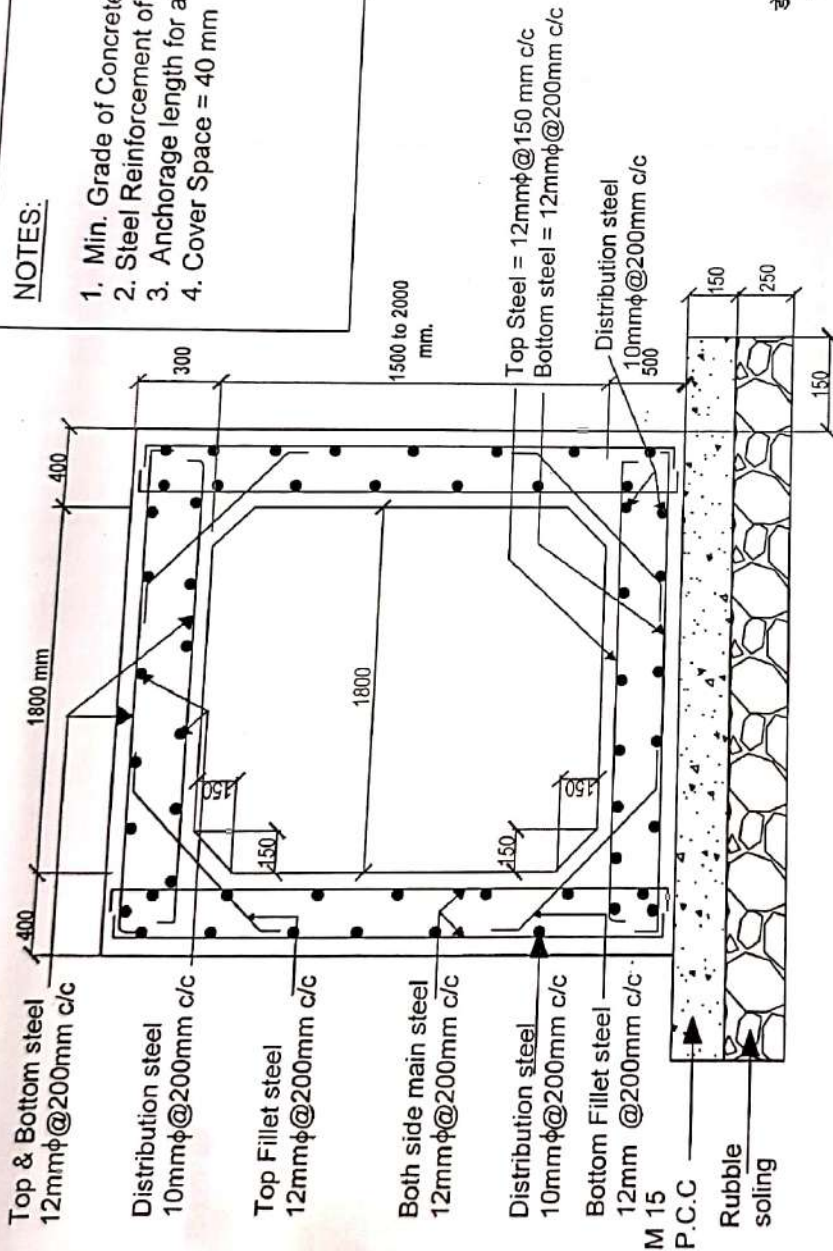 NOTES:
1. Min. Grade of Concrete
2. Steel Reinforcement of
3. Anchorage length for a
4. Cover Space = 40 mm
Top & Bottom steel
12mmϕ@200mm c/c
Distribution steel
10mmϕ@200mm c/c
Top Fillet steel
12mmϕ@200mm c/c
Both side main steel
12mmϕ@200mm c/c
Distribution steel
10mmϕ@200mm c/c
Bottom Fillet steel
12mm @200mm c/c
M 15
P.C.C
Rubble
soling
400
1800 mm
400
300
1500 to 2000
mm.
500
150
250
150
1800
150
150
150
150
Top Steel = 12mmϕ@150 mm c/c
Bottom steel = 12mmϕ@200mm c/c
Distribution steel
10mmϕ@200mm c/c